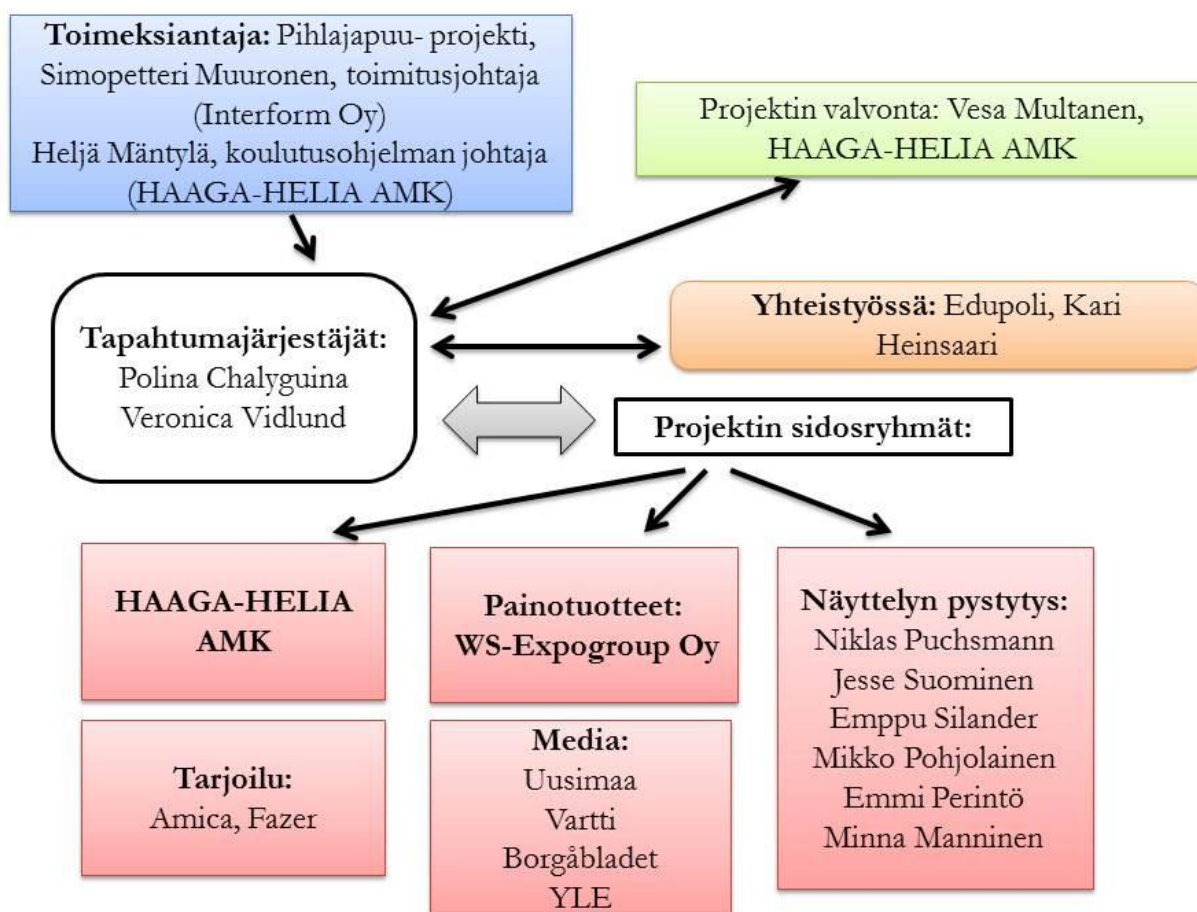 Toimeksiantaja: Pihlajapuu- projekti,
Simopetteri Muuronen, toimitusjohtaja
(Interform Oy)
Heljä Mäntylä, koulutusohjelman johtaja
(HAAGA-HELIA AMK)
Projektin valvonta: Vesa Multanen,
HAAGA-HELIA AMK
Tapahtumajärjestäjät:
Polina Chalyguina
Veronica Vidlund
Yhteistyössä: Edupoli, Kari
Heinsaari
Projektin sidosryhmät:
HAAGA-HELIA
AMK
Painotuotteet:
WS-Expogroup Oy
Näyttelyn pystytys:
Niklas Puchsmann
Jesse Suominen
Emppu Silander
Mikko Pohjolainen
Emmi Perintö
Minna Manninen
Tarjoilu:
Amica, Fazer
Media:
Uusimaa
Vartti
Borgåbladet
YLE